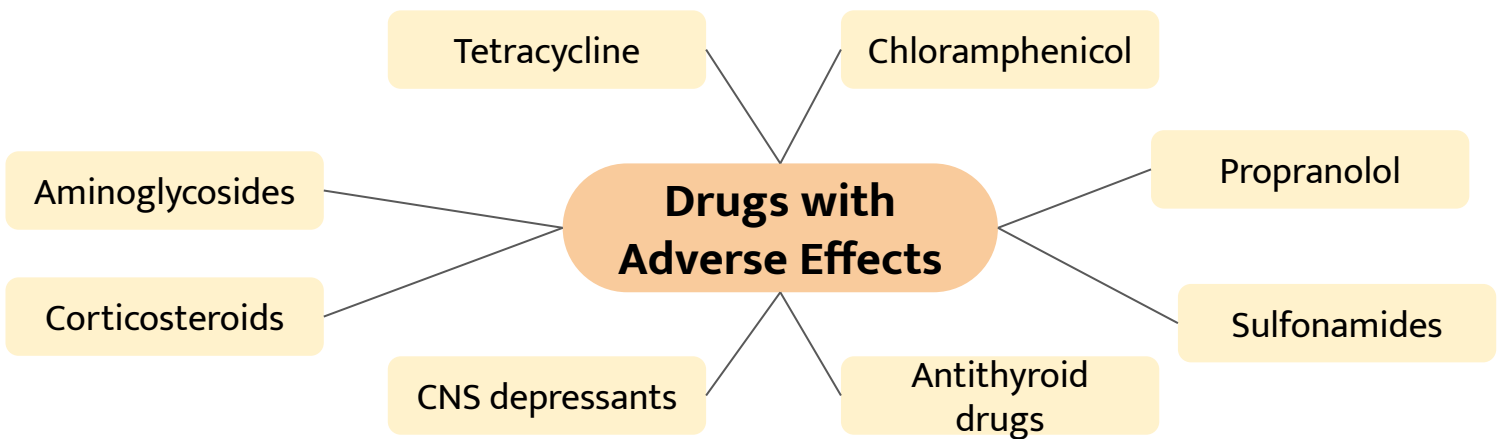 Tetracycline
Chloramphenicol
Aminoglycosides
Drugs with
Adverse Effects
Propranolol
Corticosteroids
Sulfonamides
CNS depressants
Antithyroid
drugs